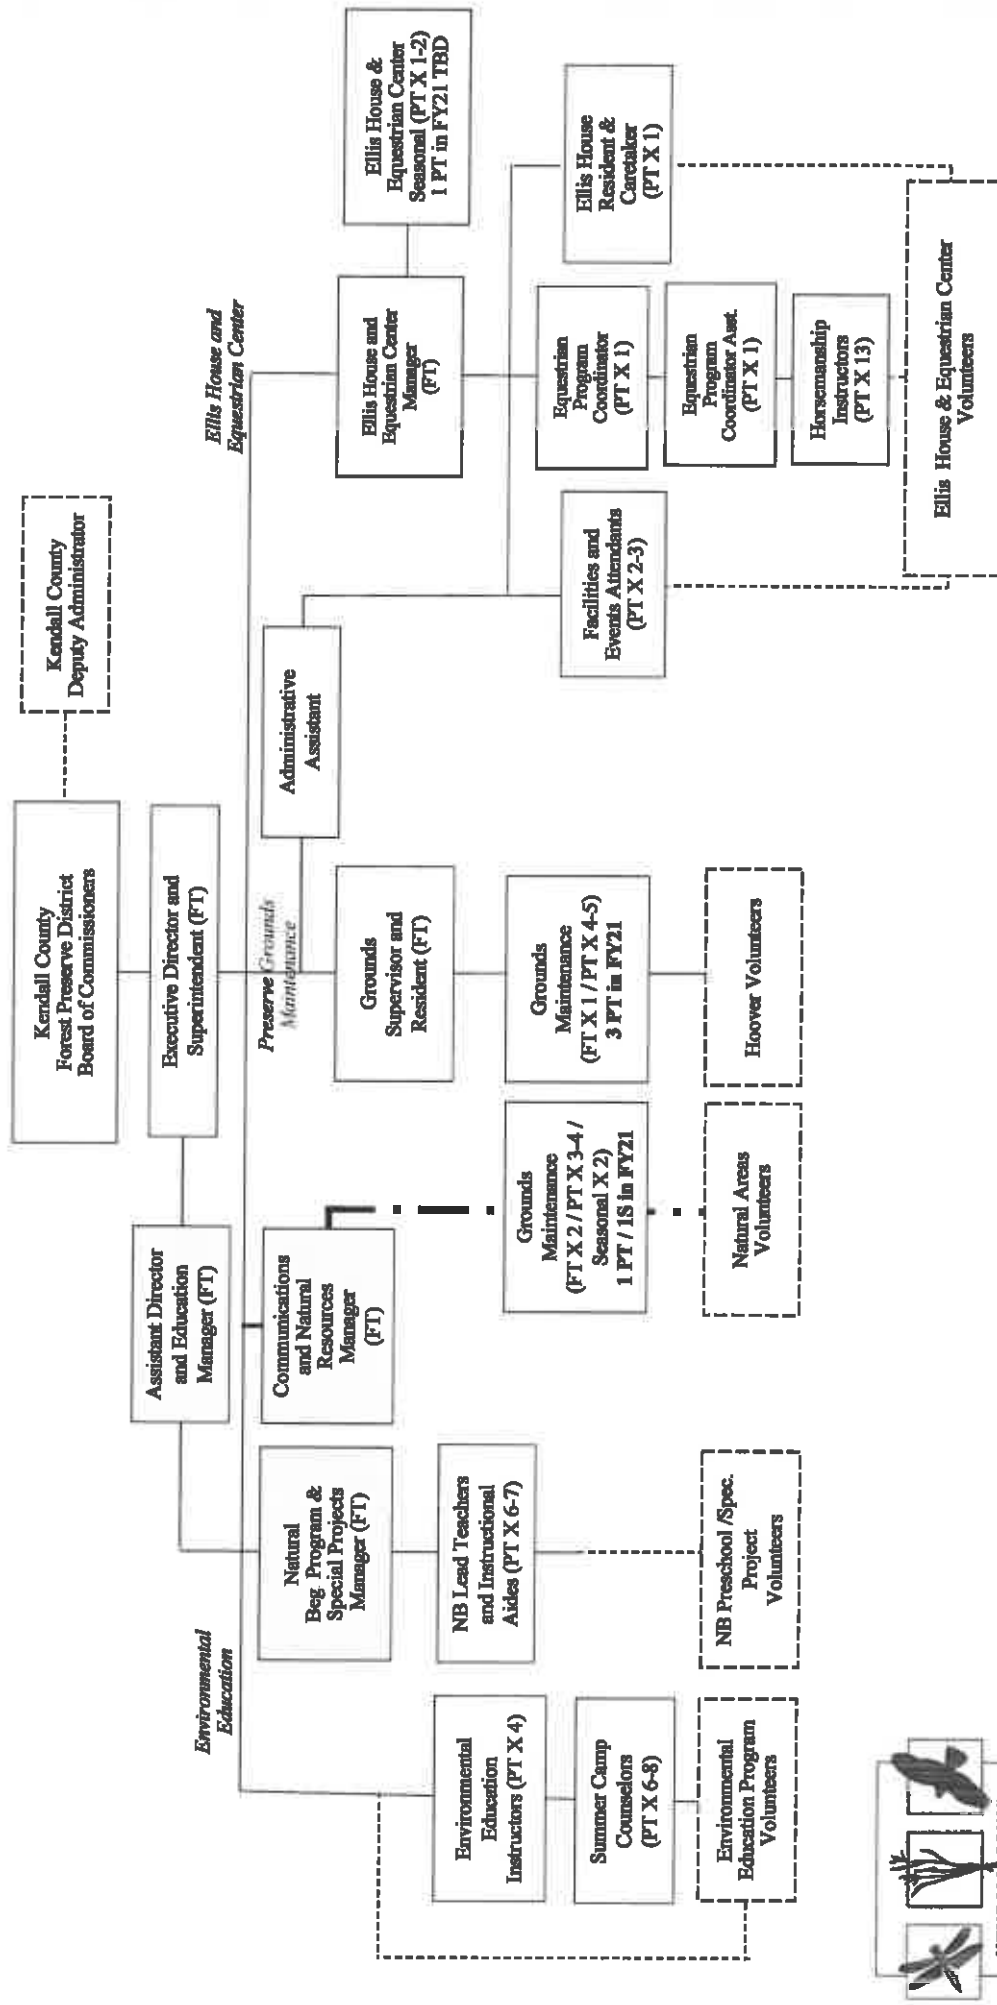 Kendall County
Forest Preserve District
Board of Commissioners
Kendall County
Deputy Administrator
Executive Director and
Superintendent (FT)
Assistant Director
and Education
Manager (FT)
Environmental
Education
Preserve Grounds
Maintenance
Ellis House and
Equestrian Center
Natural
Beg. Program &
Special Projects
Manager (FT)
Communications
and Natural
Resources
Manager
(FT)
Administrative
Assistant
Grounds
Supervisor and
Resident (FT)
Ellis House and
Equestrian Center
Manager
(FT)
Ellis House &
Equestrian Center
Seasonal (PT X 1-2)
1 PT in FY21 TBD
Environmental
Education
Instructors (PT X 4)
NB Lead Teachers
and Instructional
Aides (PT X 6-7)
Grounds
Maintenance
(FT X 2 / PT X 3-4 /
Seasonal X 2)
1 PT / 1S in FY21
Grounds
Maintenance
(FT X 1 / PT X 4-5)
3 PT in FY21
Facilities and
Events Attendants
(PT X 2-3)
Equestrian
Program
Coordinator
(PT X 1)
Ellis House
Resident &
Caretaker
(PT X 1)
Summer Camp
Counselors
(PT X 6-8)
Equestrian
Program
Coordinator Asst.
(PT X 1)
Environmental
Education Program
Volunteers
NB Preschool /Spec.
Project
Volunteers
Natural Areas
Volunteers
Hoover Volunteers
Horsemanship
Instructors
(PT X 13)
Ellis House & Equestrian Center
Volunteers